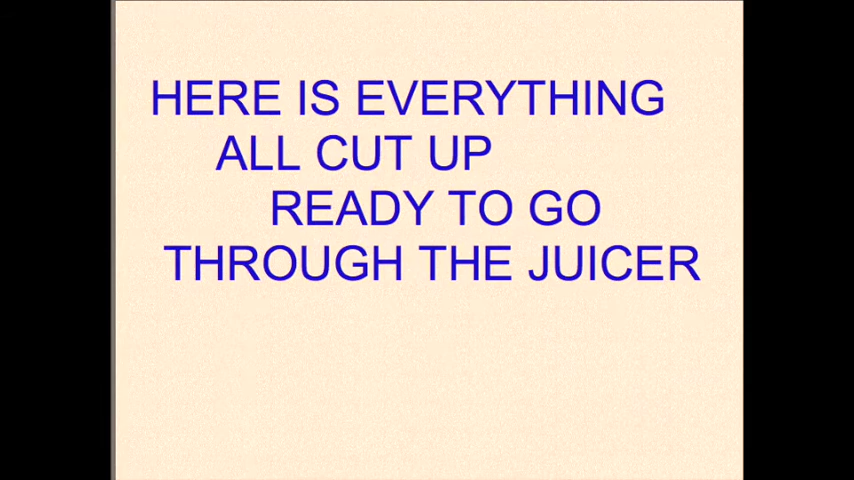 HERE IS EVERYTHING
ALL CUT UP
READY TO GO
THROUGH THE JUICER